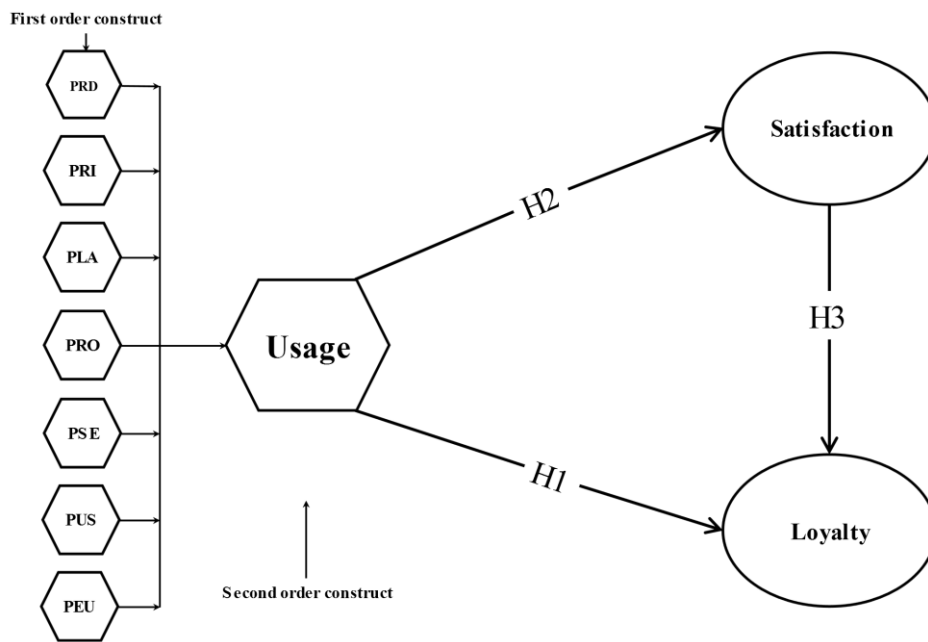 First order construct
PRD
PRI
PLA
PRO
PSE
PUS
PEU
Usage
Second order construct
H2
H1
Satisfaction
H3
Loyalty